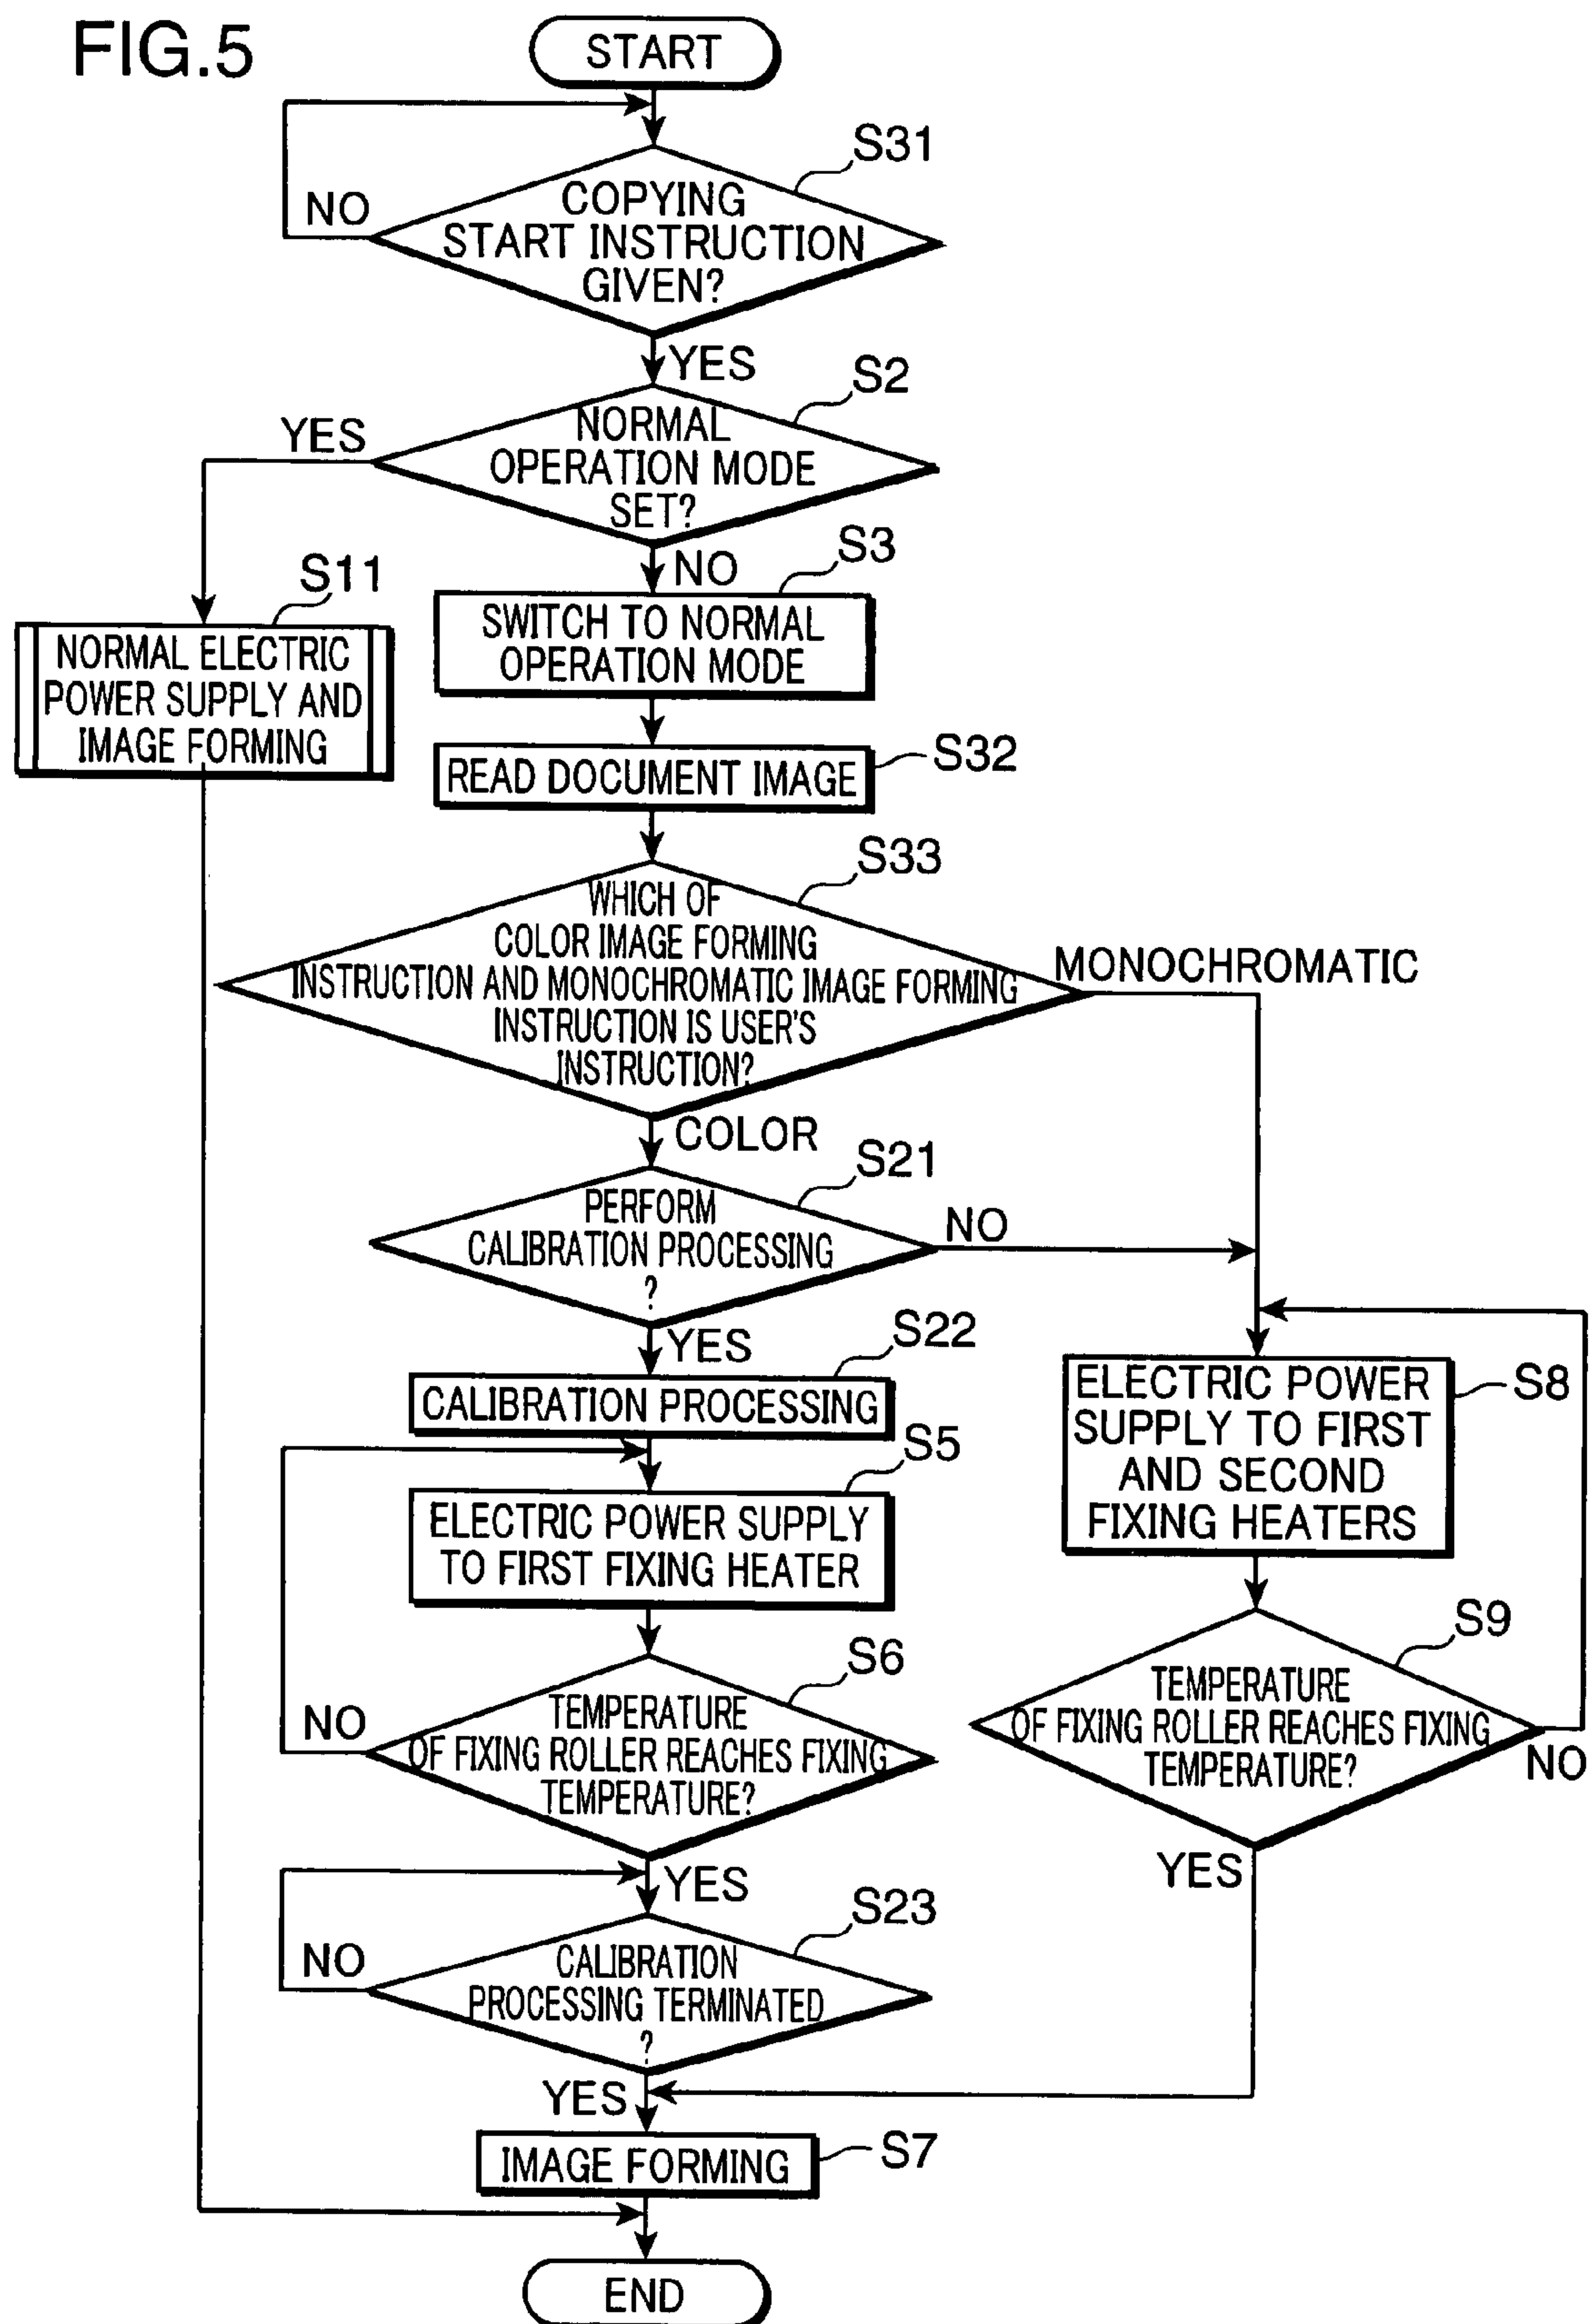 FIG.5
START
S31
NO
COPYING
START INSTRUCTION
GIVEN?
YES
S2
YES
NORMAL
OPERATION MODE
SET?
NO
S3
S11
SWITCH TO NORMAL
OPERATION MODE
NORMAL ELECTRIC
POWER SUPPLY AND
IMAGE FORMING
S32
READ DOCUMENT IMAGE
S33
WHICH OF
COLOR IMAGE FORMING
INSTRUCTION AND MONOCHROMATIC IMAGE FORMING
INSTRUCTION IS USER'S
INSTRUCTION?
MONOCHROMATIC
COLOR
S21
PERFORM
CALIBRATION PROCESSING
?
NO
YES
S22
CALIBRATION PROCESSING
S8
ELECTRIC POWER
SUPPLY TO FIRST
AND SECOND
FIXING HEATERS
S5
ELECTRIC POWER SUPPLY
TO FIRST FIXING HEATER
S9
TEMPERATURE
OF FIXING ROLLER REACHES FIXING
TEMPERATURE?
NO
YES
S6
TEMPERATURE
OF FIXING ROLLER REACHES FIXING
TEMPERATURE?
NO
YES
S23
NO
CALIBRATION
PROCESSING TERMINATED
?
YES
IMAGE FORMING
S7
END